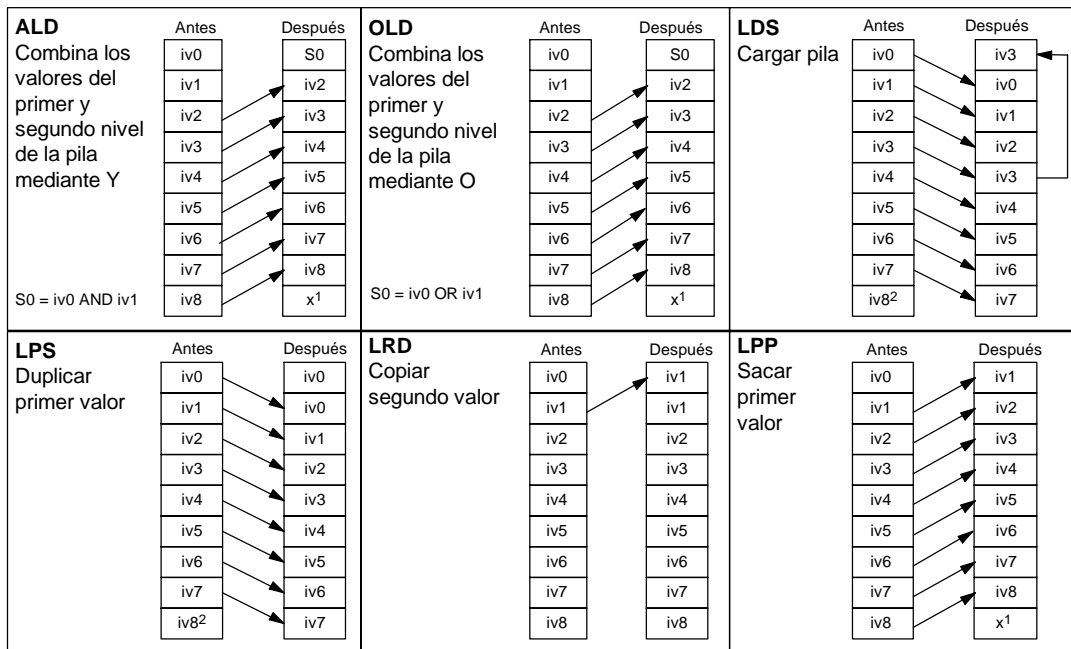 ALD
Combina los
valores del
primer y
segundo nivel
de la pila
mediante Y
S0 = iv0 AND iv1
Antes
iv0
iv1
iv2
iv3
iv4
iv5
iv6
iv7
iv8
Después
S0
iv2
iv3
iv4
iv5
iv6
iv7
iv8
x1
OLD
Combina los
valores del
primer y
segundo nivel
de la pila
mediante O
S0 = iv0 OR iv1
Antes
iv0
iv1
iv2
iv3
iv4
iv5
iv6
iv7
iv8
Después
S0
iv2
iv3
iv4
iv5
iv6
iv7
iv8
x1
LDS
Cargar pila
Antes
iv0
iv1
iv2
iv3
iv4
iv5
iv6
iv7
iv8²
Después
iv3
iv0
iv1
iv2
iv3
iv4
iv5
iv6
iv7
LPS
Duplicar
primer valor
Antes
iv0
iv1
iv2
iv3
iv4
iv5
iv6
iv7
iv8²
Después
iv0
iv0
iv1
iv2
iv3
iv4
iv5
iv6
iv7
LRD
Copiar
segundo valor
Antes
iv0
iv1
iv2
iv3
iv4
iv5
iv6
iv7
iv8
Después
iv1
iv1
iv2
iv3
iv4
iv5
iv6
iv7
iv8
LPP
Sacar
primer
valor
Antes
iv0
iv1
iv2
iv3
iv4
iv5
iv6
iv7
iv8
Después
iv1
iv2
iv3
iv4
iv5
iv6
iv7
iv8
x1